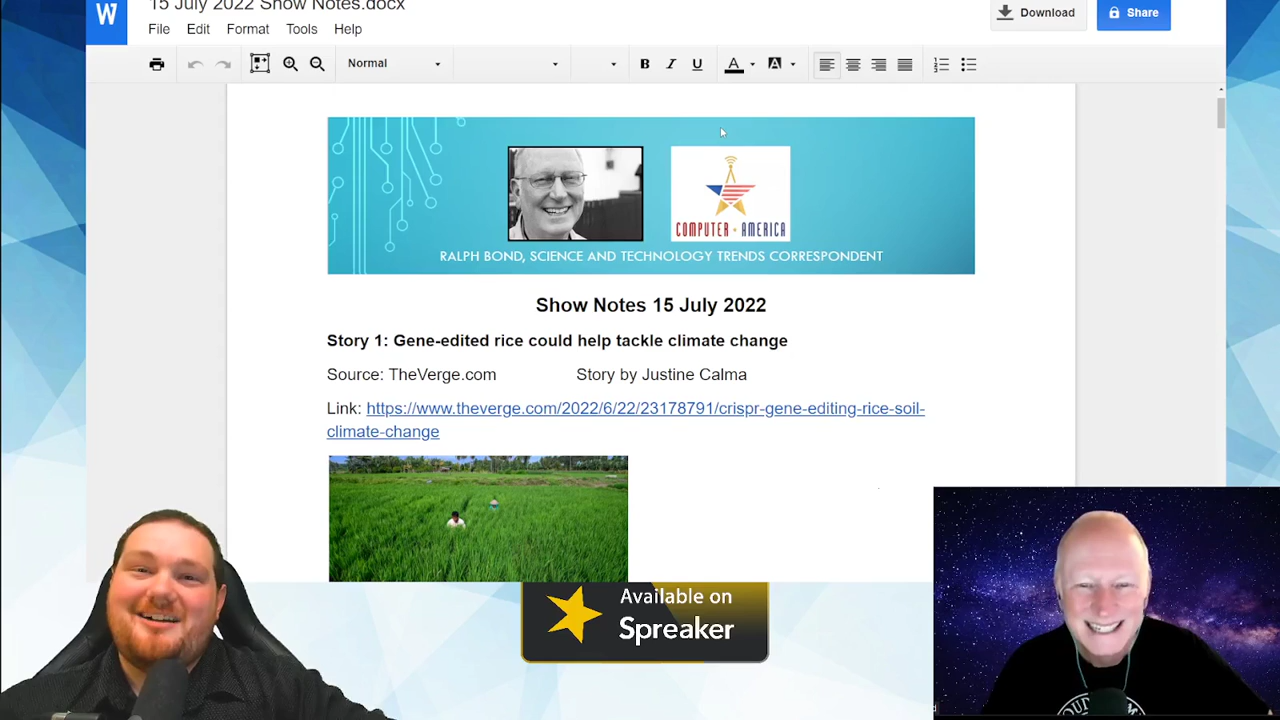 15 July 2022 Show Notes.docx
W
File Edit Format Tools Help
Download
Share
Normal
B I U A A
COMPUTER AMERICA
RALPH BOND, SCIENCE AND TECHNOLOGY TRENDS CORRESPONDENT
Show Notes 15 July 2022
Story 1: Gene-edited rice could help tackle climate change
Source: TheVerge.com Story by Justine Calma
Link: https://www.theverge.com/2022/6/22/23178791/crispr-gene-editing-rice-soil-
climate-change
Available on
Spreaker